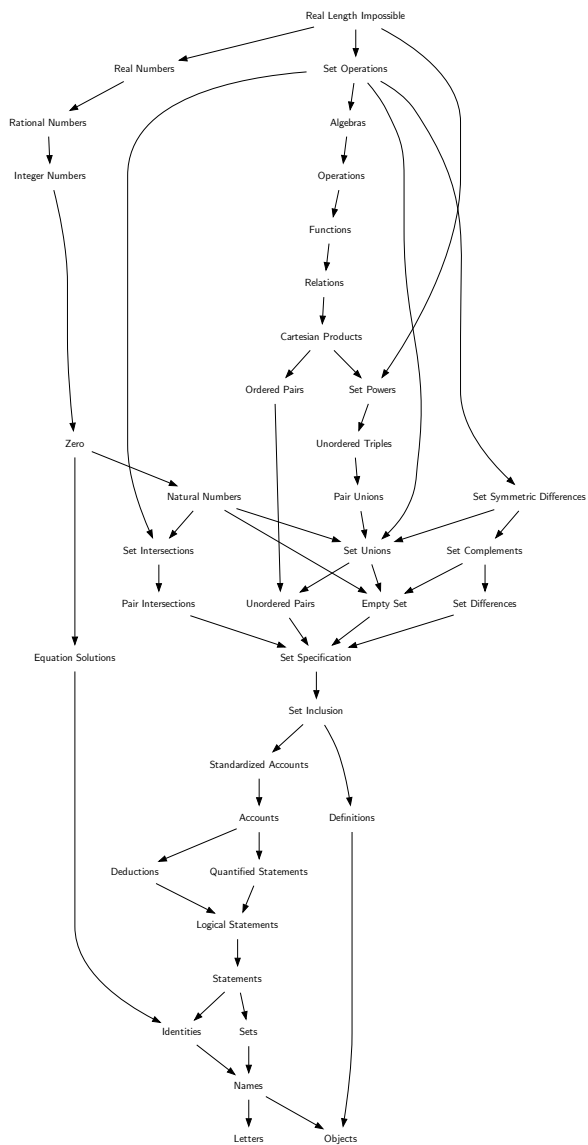 Real Length Impossible
Real Numbers
Set Operations
Rational Numbers
Algebras
Integer Numbers
Operations
Functions
Relations
Cartesian Products
Ordered Pairs
Set Powers
Zero
Unordered Triples
Natural Numbers
Pair Unions
Set Symmetric Differences
Set Intersections
Set Unions
Set Complements
Pair Intersections
Unordered Pairs
Empty Set
Set Differences
Equation Solutions
Set Specification
Set Inclusion
Standardized Accounts
Accounts
Definitions
Deductions
Quantified Statements
Logical Statements
Statements
Identities
Sets
Names
Letters
Objects